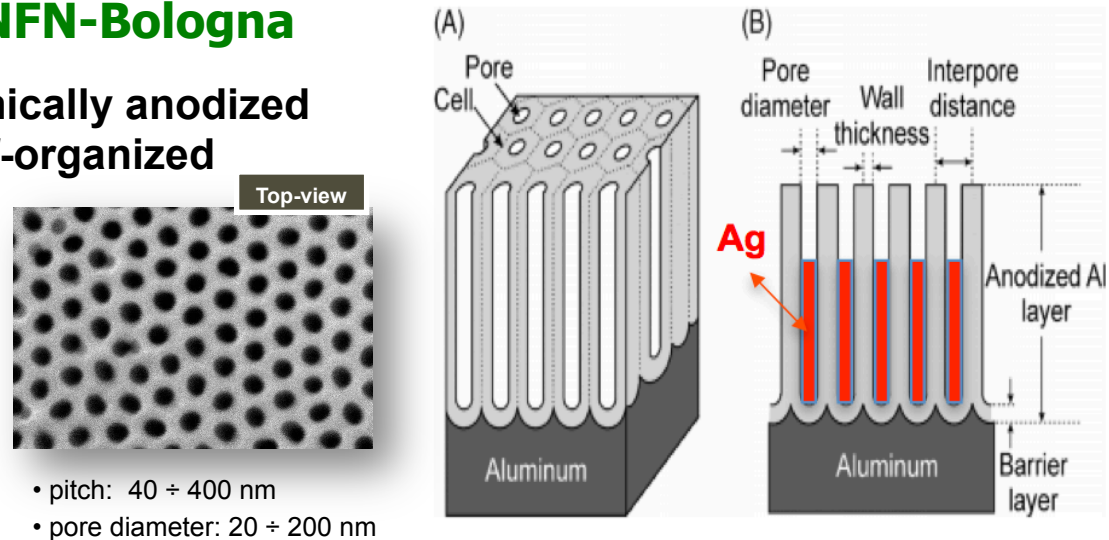 NFN-Bologna
nically anodized
-organized
Top-view
• pitch: 40 ÷ 400 nm
• pore diameter: 20 ÷ 200 nm
(A)
Pore
Cell
Aluminum
(B)
Pore
diameter
Wall
thickness
Interpore
distance
Ag
Anodized Al
layer
Aluminum
Barrier
layer